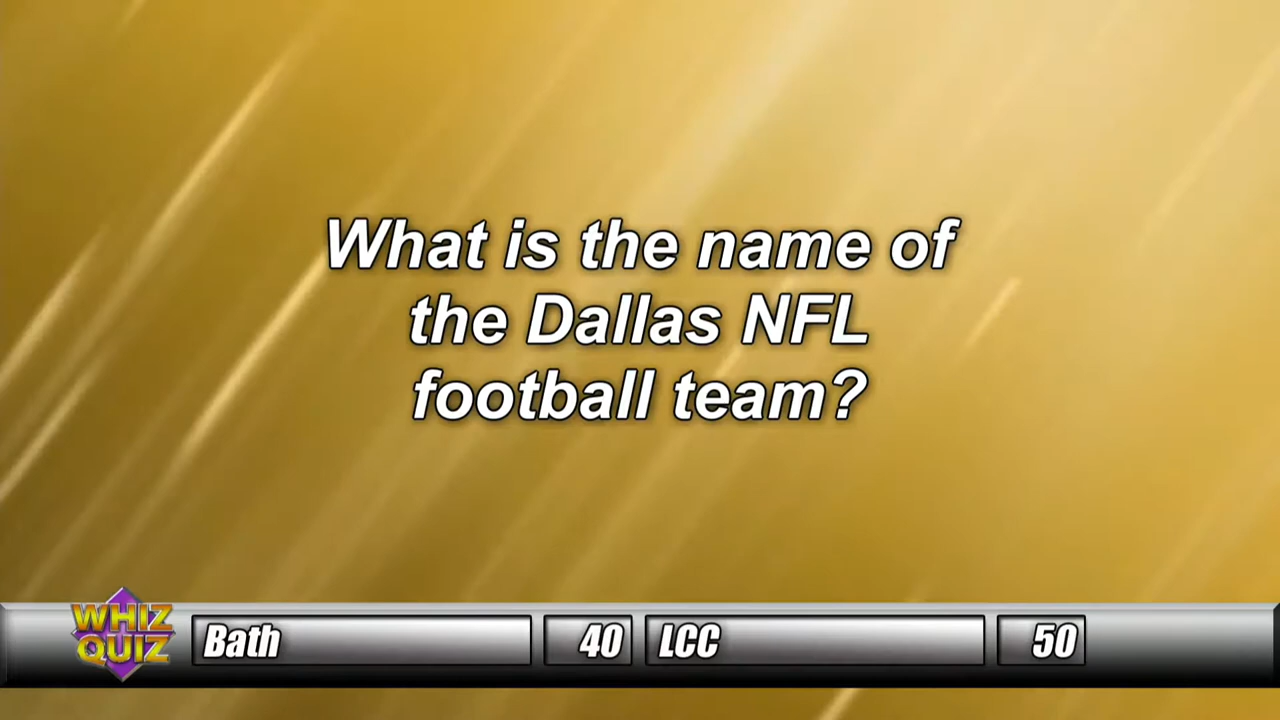 What is the name of
the Dallas NFL
football team?
WHIZ
QUIZ
Bath 40 LCC 50